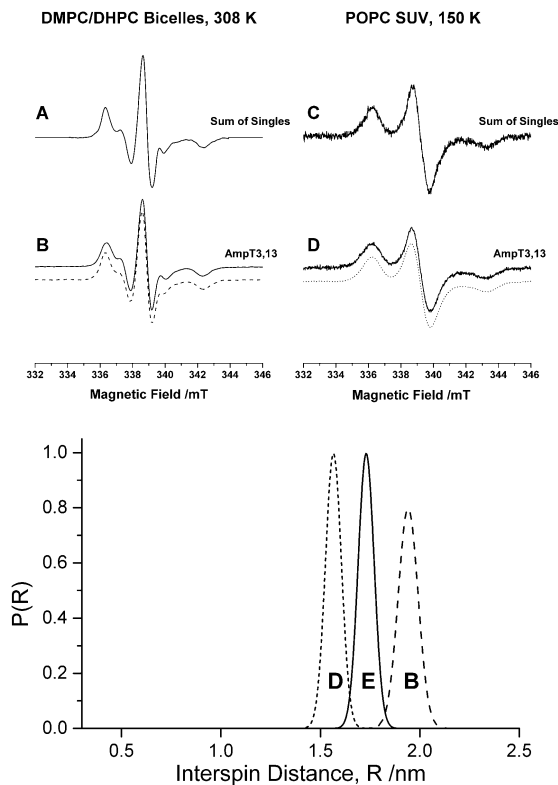 DMPC/DHPC Bicelles, 308 K
POPC SUV, 150 K
A
Sum of Singles
C
Sum of Singles
B
AmpT3,13
D
AmpT3,13
332 334 336 338 340 342 344 346
Magnetic Field /mT
332 334 336 338 340 342 344 346
Magnetic Field /mT
1.0
0.8
0.6
0.4
0.2
0.0
P(R)
D E B
0.5 1.0 1.5 2.0 2.5
Interspin Distance, R /nm